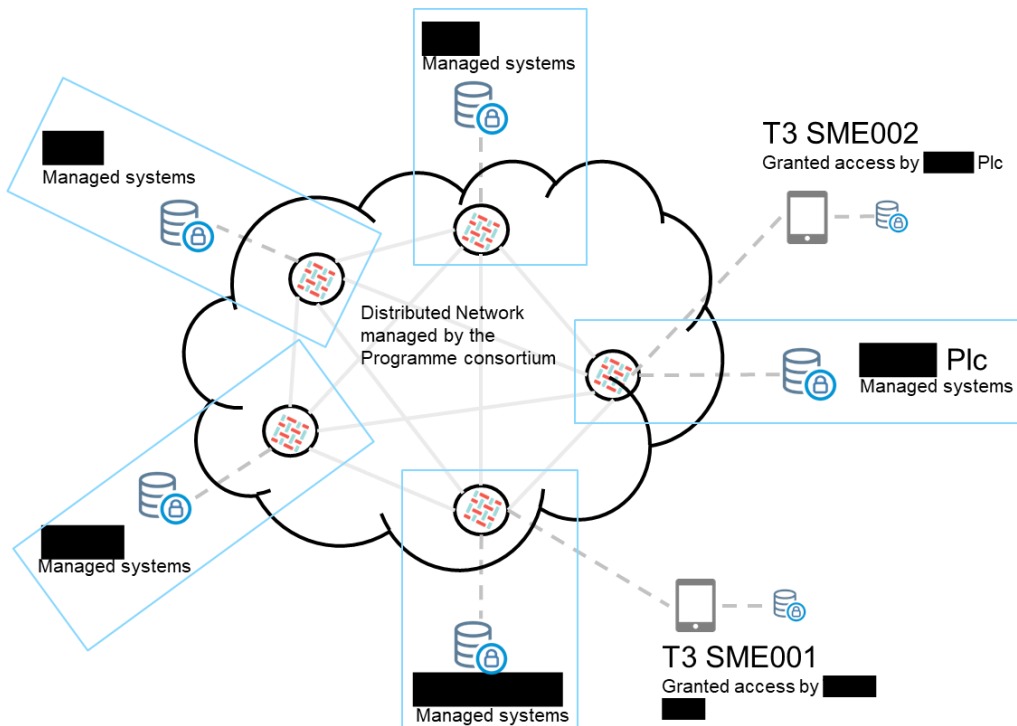 Managed systems
Managed systems
T3 SME002
Granted access by Plc
Distributed Network
managed by the
Programme consortium
Plc
Managed systems
Managed systems
T3 SME001
Granted access by
Managed systems